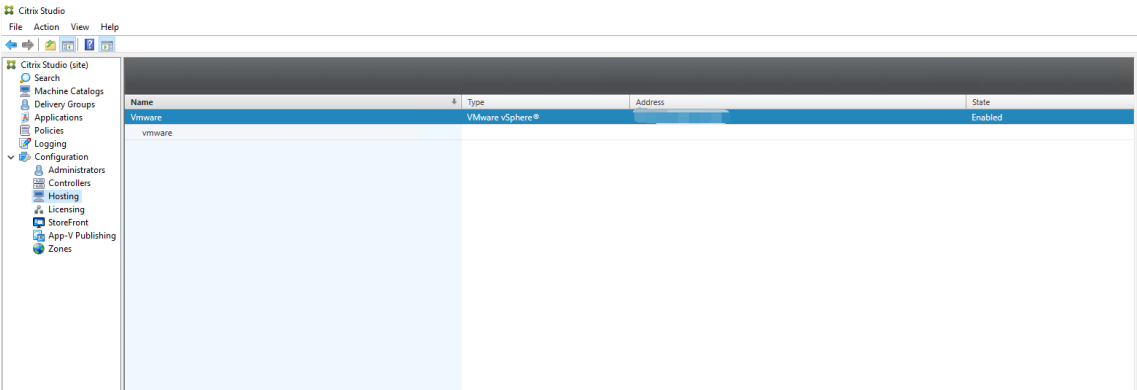 Citrix Studio
File Action View Help
Citrix Studio (site)
Search
Machine Catalogs
Delivery Groups
Applications
Policies
Logging
Configuration
Administrators
Controllers
Hosting
Licensing
StoreFront
App-V Publishing
Zones
Name Type Address State
Vmware VMware vSphere® Enabled
vmware